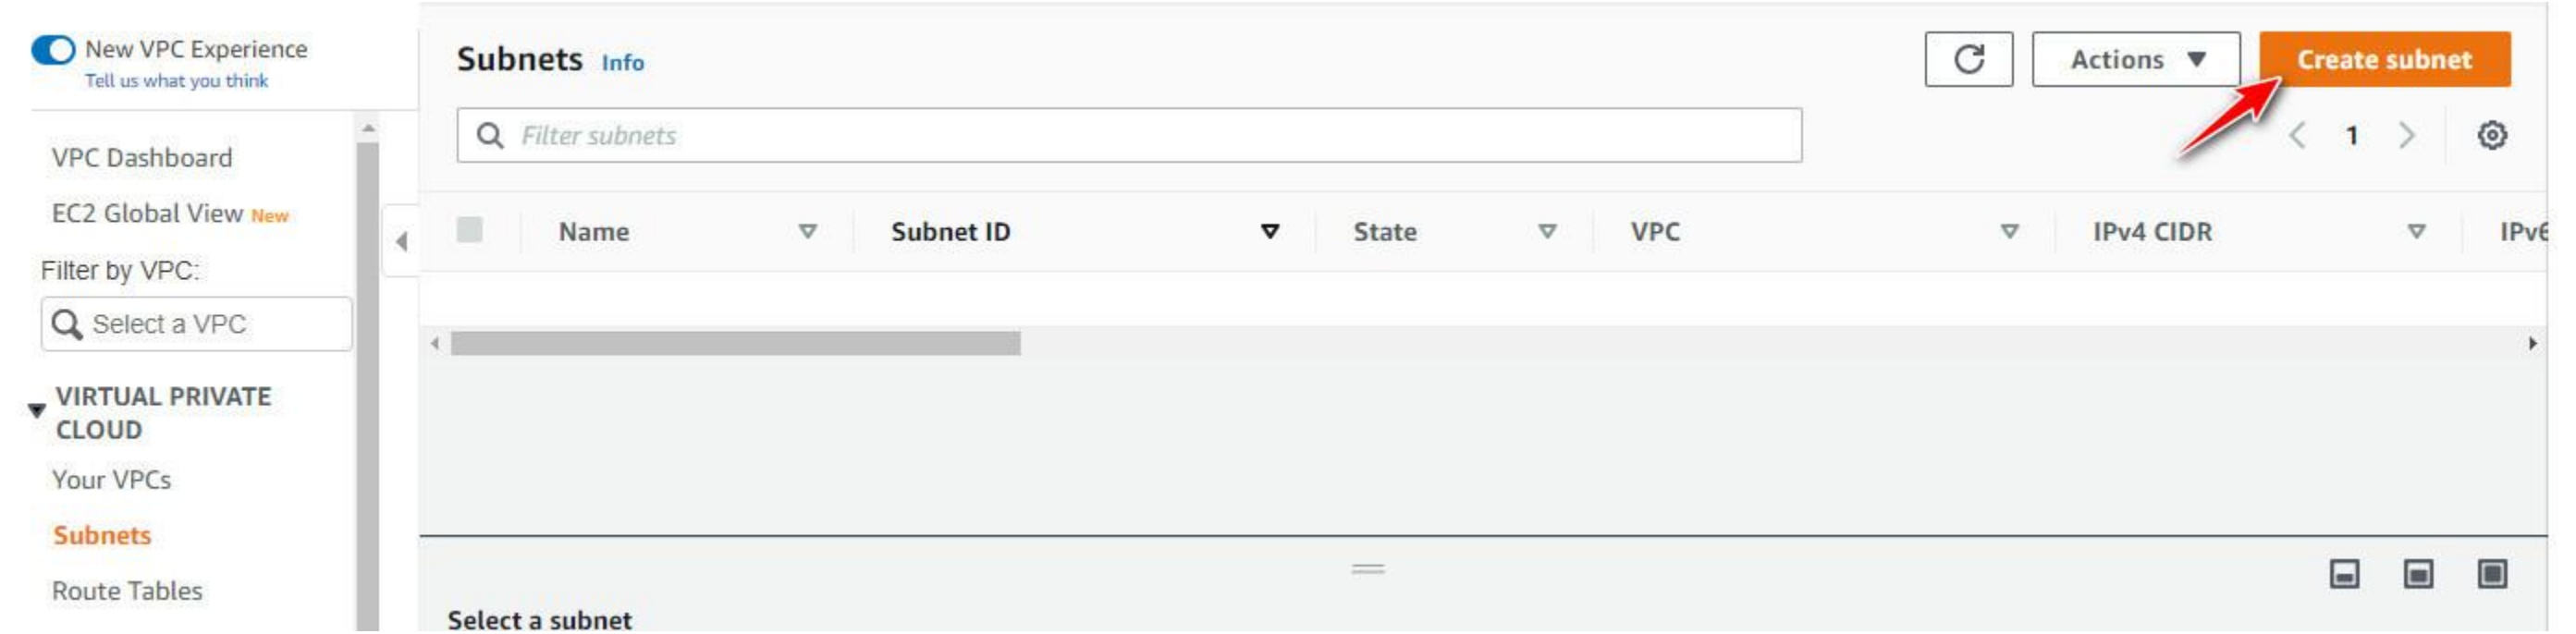 New VPC Experience
Tell us what you think
VPC Dashboard
EC2 Global View New
Filter by VPC:
Select a VPC
VIRTUAL PRIVATE
CLOUD
Your VPCs
Subnets
Route Tables
Subnets Info
Actions
Create subnet
Filter subnets
1
Name Subnet ID State VPC IPv4 CIDR IPv6
Select a subnet